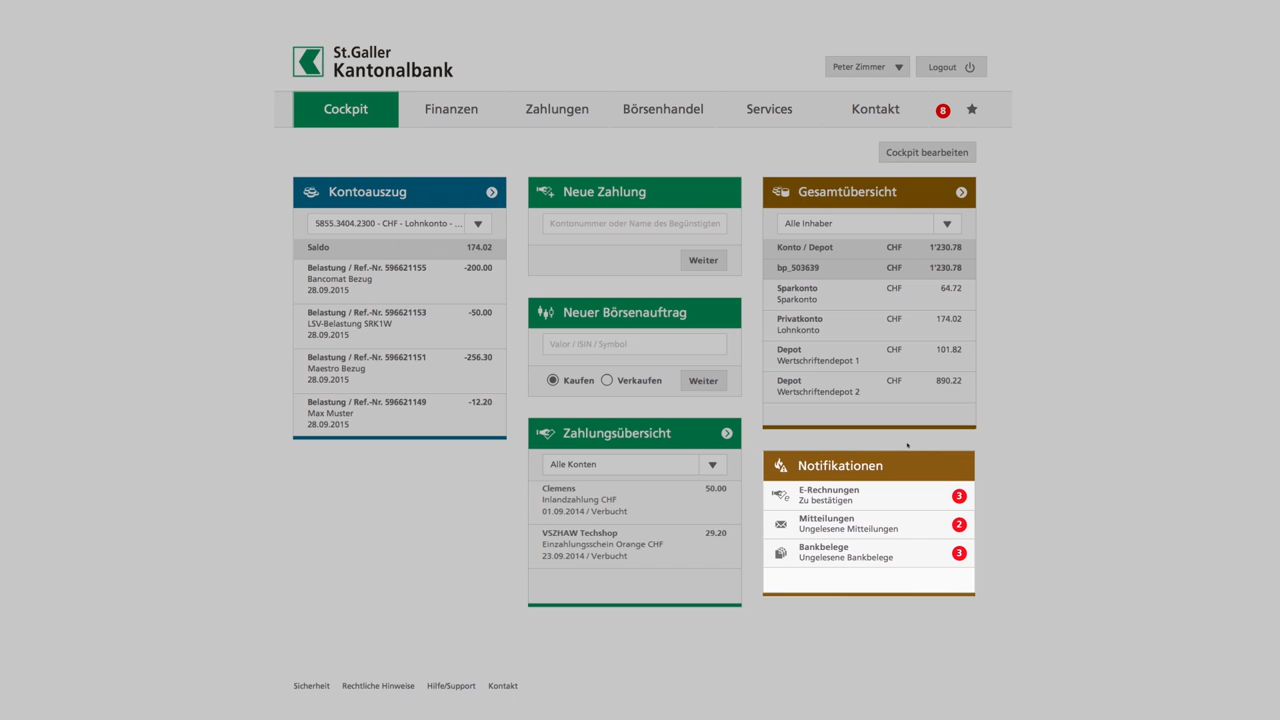 St.Galler
Kantonalbank
Peter Zimmer
Logout
Cockpit
Finanzen
Zahlungen
Börsenhandel
Services
Kontakt
8
Cockpit bearbeiten
Kontoauszug
5855.3404.2300 - CHF - Lohnkonto - ...
Saldo 174.02
Belastung / Ref.-Nr. 596621155 -200.00
Bancomat Bezug
28.09.2015
Belastung / Ref.-Nr. 596621153 -50.00
LSV-Belastung SRK1W
28.09.2015
Belastung / Ref.-Nr. 596621151 -256.30
Maestro Bezug
28.09.2015
Belastung / Ref.-Nr. 596621149 -12.20
Max Muster
28.09.2015
Neue Zahlung
Kontonummer oder Name des Begünstigten
Weiter
Neuer Börsenauftrag
Valor / ISIN / Symbol
Kaufen Verkaufen Weiter
Zahlungsübersicht
Alle Konten
Clemens 50.00
Inlandzahlung CHF
01.09.2014 / Verbucht
VSZHAW Techshop 29.20
Einzahlungsschein Orange CHF
23.09.2014 / Verbucht
Gesamtübersicht
Alle Inhaber
Konto / Depot CHF 1'230.78
bp_503639 CHF 1'230.78
Sparkonto CHF 64.72
Sparkonto
Privatkonto CHF 174.02
Lohnkonto
Depot CHF 101.82
Wertschriftendepot 1
Depot CHF 890.22
Wertschriftendepot 2
Notifikationen
E-Rechnungen 3
Zu bestätigen
Mitteilungen 2
Ungelesene Mitteilungen
Bankbelege 3
Ungelesene Bankbelege
Sicherheit Rechtliche Hinweise Hilfe/Support Kontakt